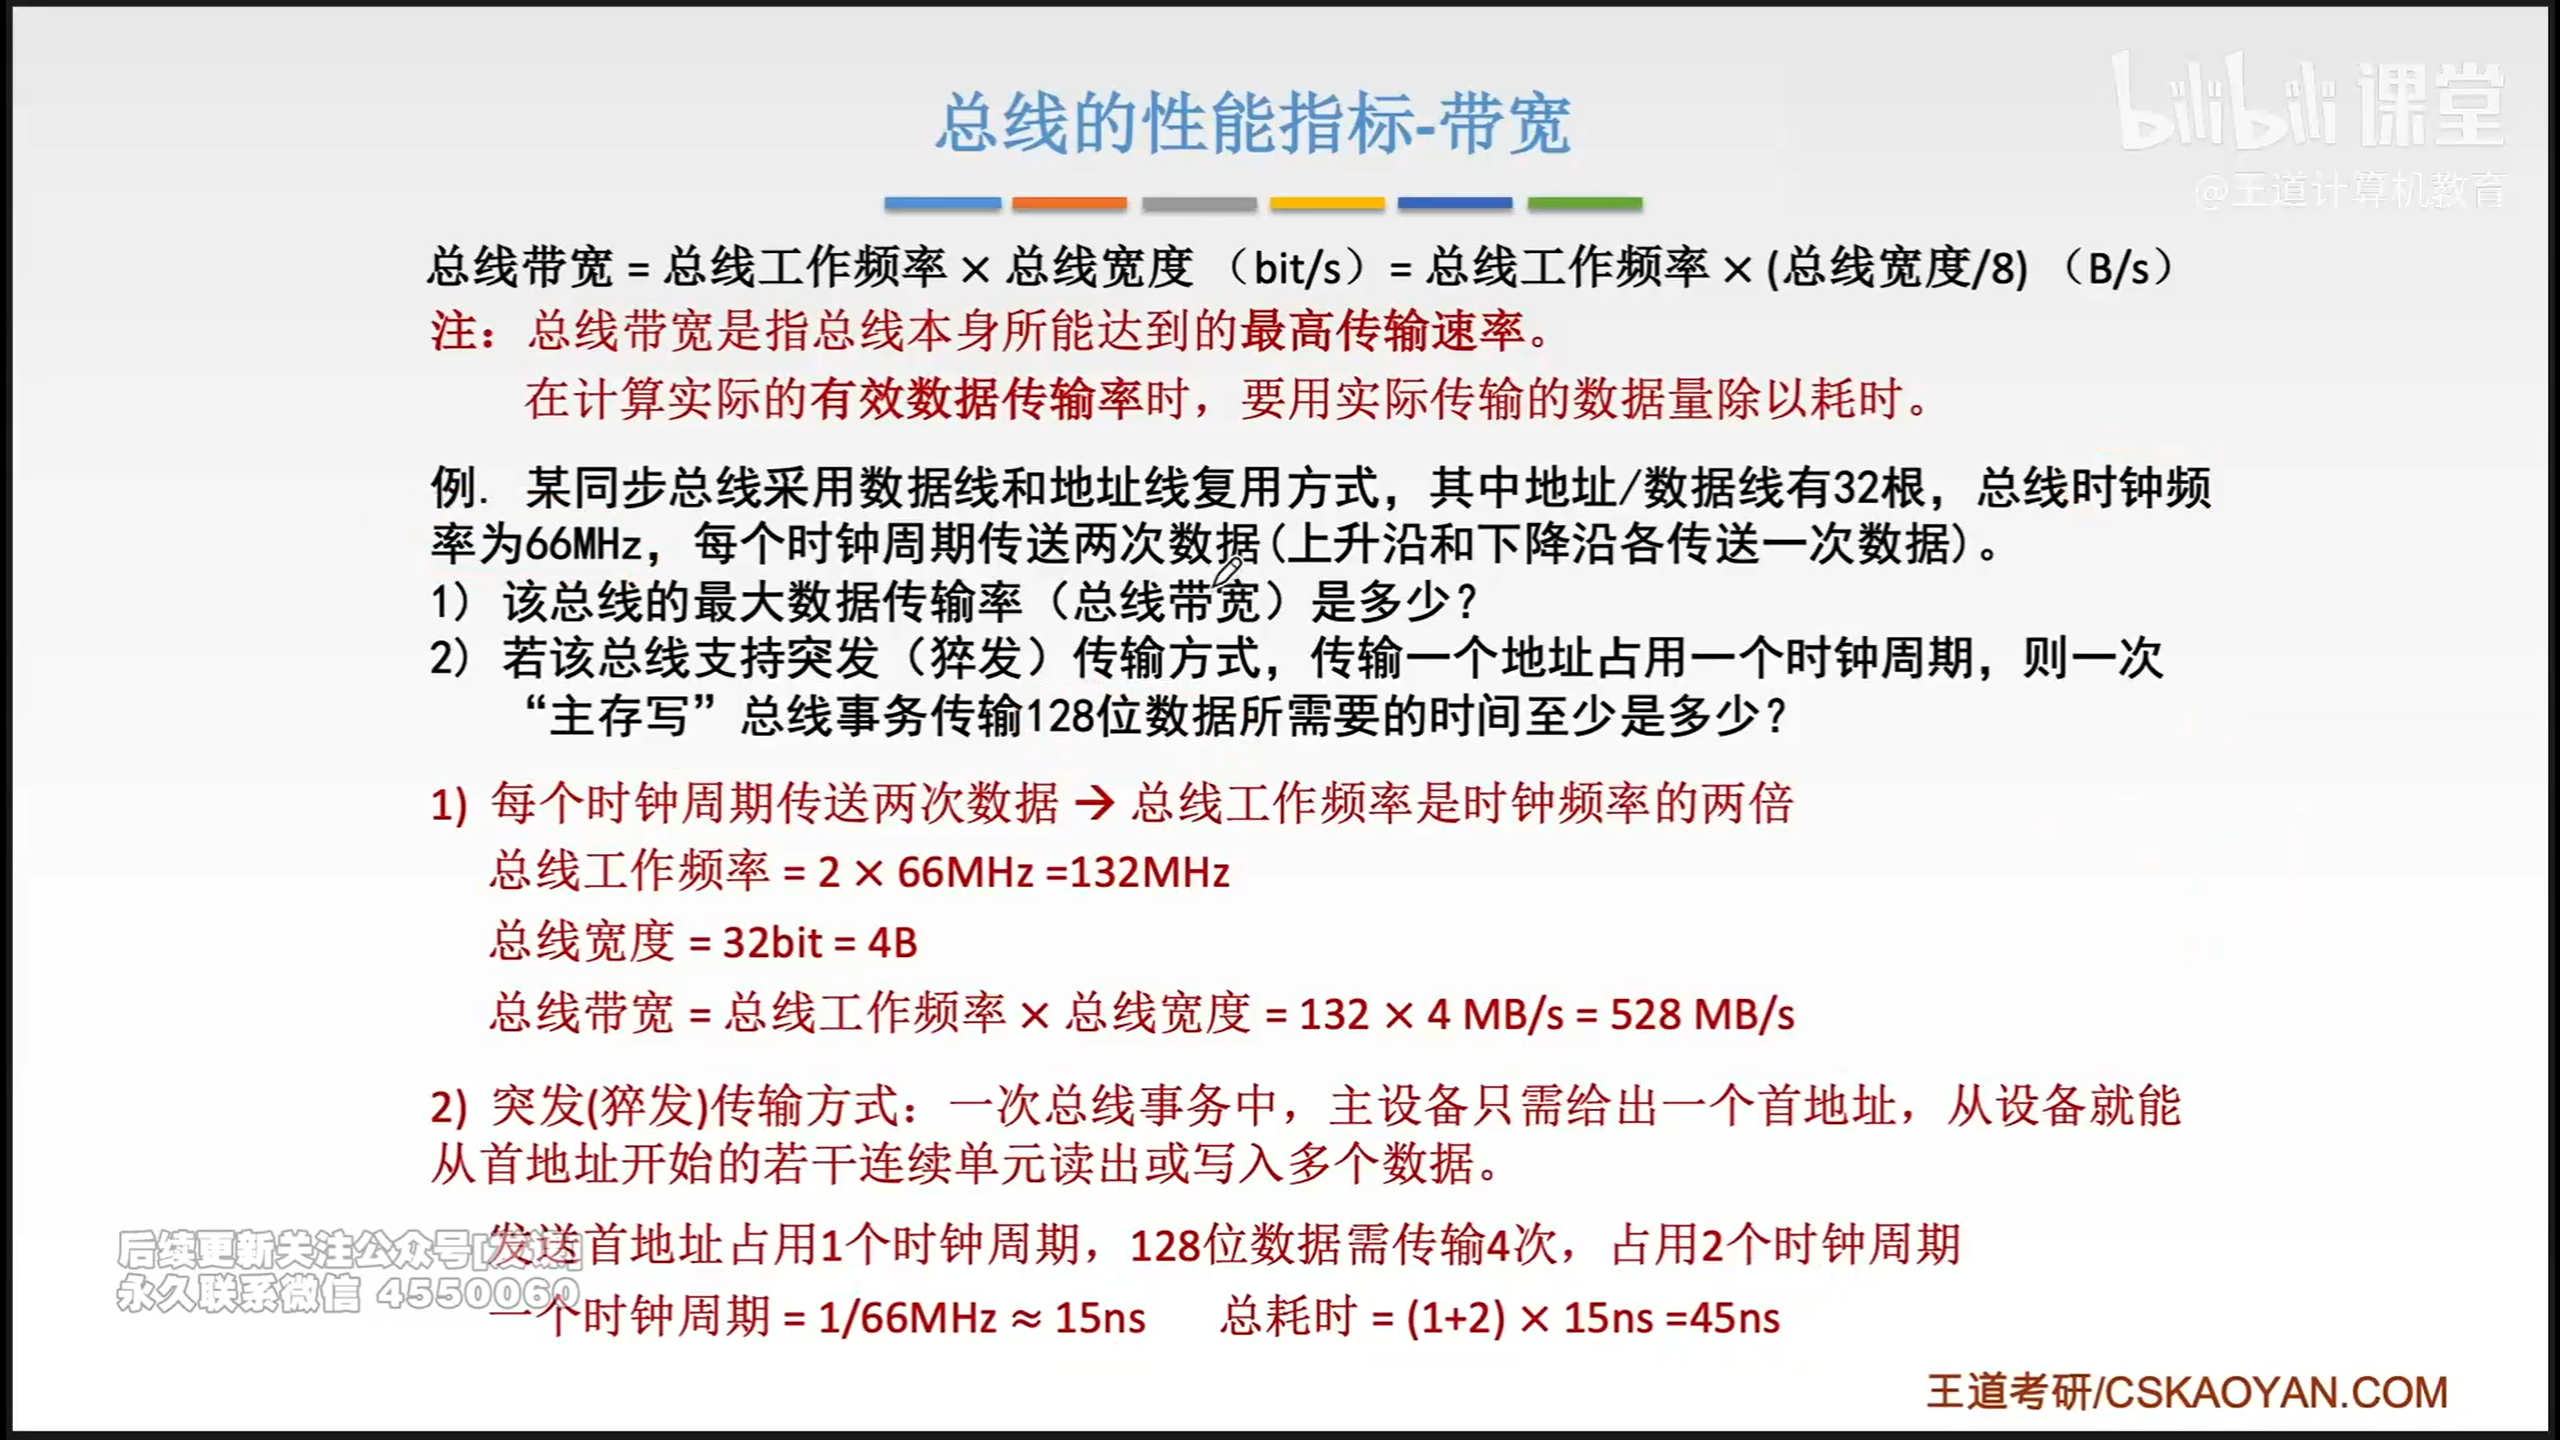 bilibili 课堂
@王道计算机教育
总线的性能指标-带宽
总线带宽 = 总线工作频率 × 总线宽度 （bit/s）= 总线工作频率 × (总线宽度/8) （B/s）
注：总线带宽是指总线本身所能达到的最高传输速率。
在计算实际的有效数据传输率时，要用实际传输的数据量除以耗时。
例. 某同步总线采用数据线和地址线复用方式，其中地址/数据线有32根，总线时钟频
率为66MHz，每个时钟周期传送两次数据(上升沿和下降沿各传送一次数据)。
1) 该总线的最大数据传输率（总线带宽）是多少？
2) 若该总线支持突发（猝发）传输方式，传输一个地址占用一个时钟周期，则一次
“主存写”总线事务传输128位数据所需要的时间至少是多少？
1) 每个时钟周期传送两次数据 → 总线工作频率是时钟频率的两倍
总线工作频率 = 2 × 66MHz =132MHz
总线宽度 = 32bit = 4B
总线带宽 = 总线工作频率 × 总线宽度 = 132 × 4 MB/s = 528 MB/s
2) 突发(猝发)传输方式：一次总线事务中，主设备只需给出一个首地址，从设备就能
从首地址开始的若干连续单元读出或写入多个数据。
发送首地址占用1个时钟周期，128位数据需传输4次，占用2个时钟周期
后续更新关注公众号
永久联系微信 4550060
一个时钟周期 = 1/66MHz ≈ 15ns 总耗时 = (1+2) × 15ns =45ns
王道考研/CSKAOYAN.COM